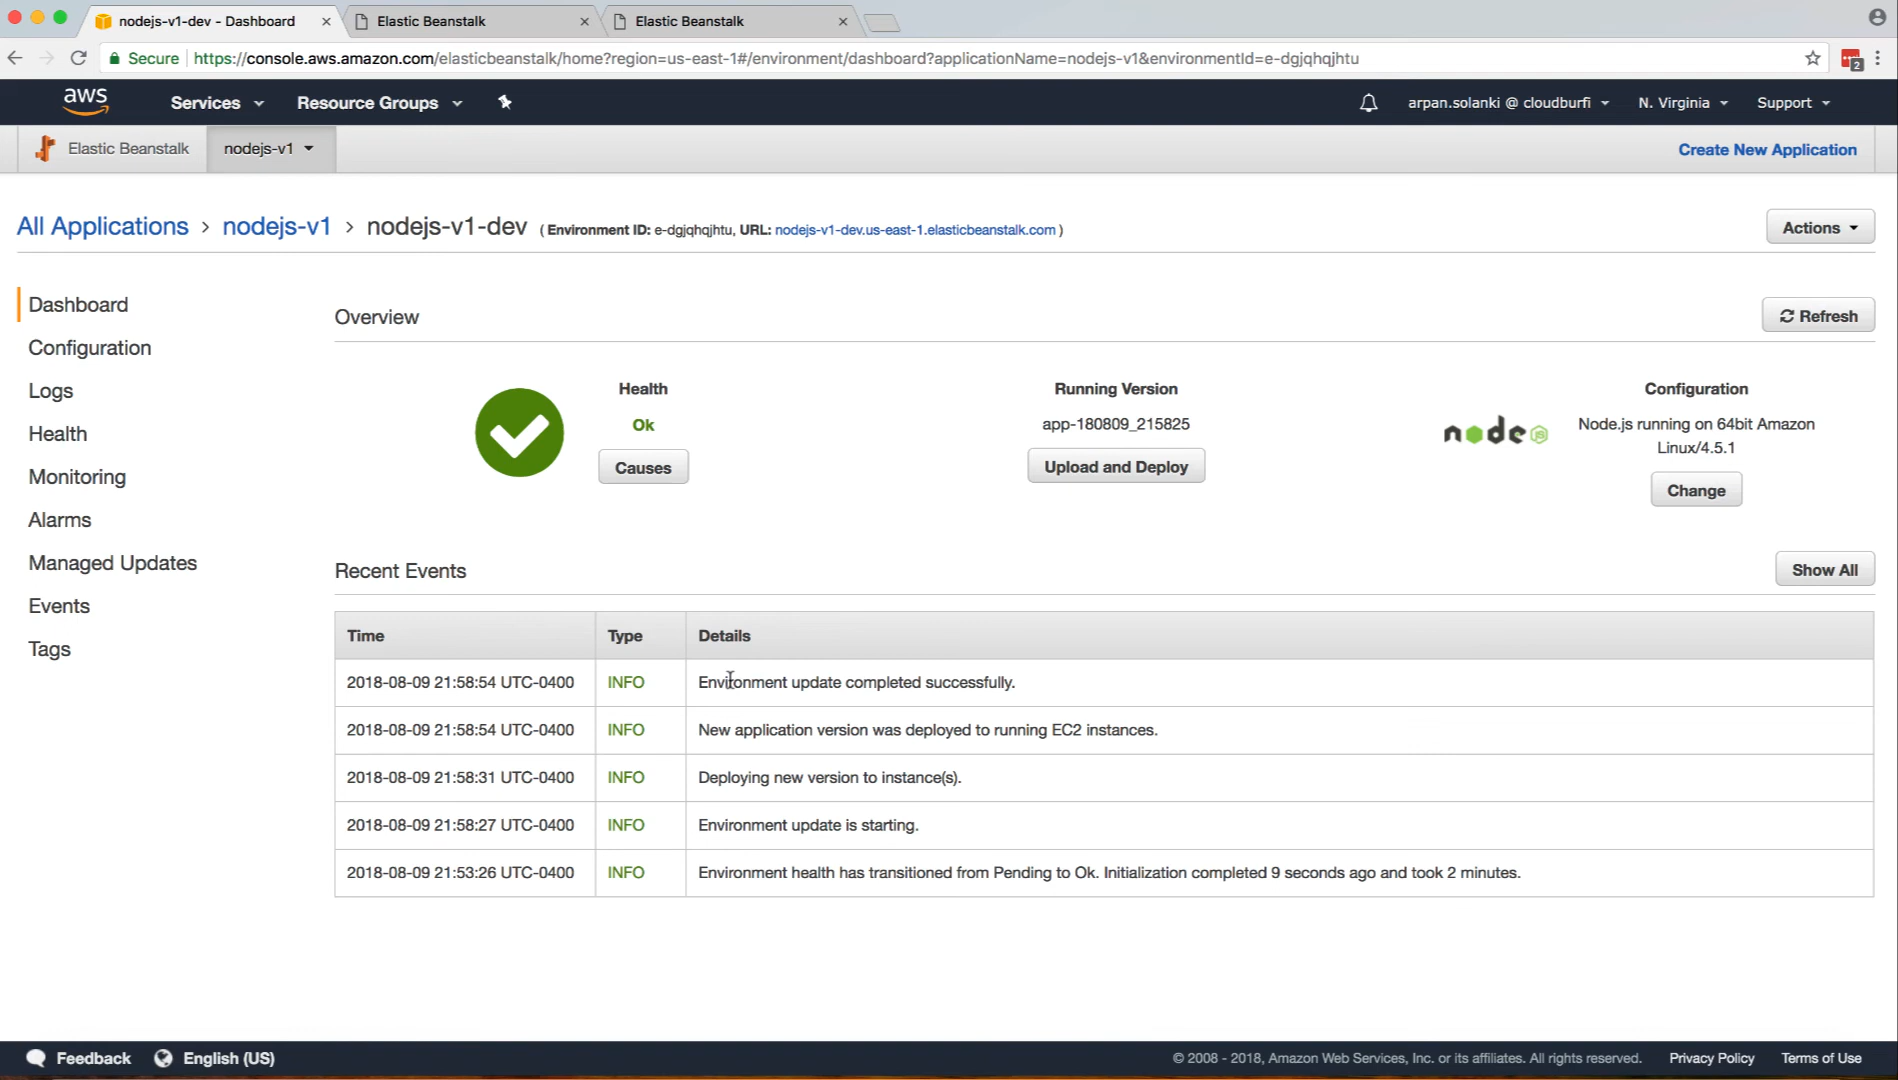 nodejs-v1-dev - Dashboard
Elastic Beanstalk
Elastic Beanstalk
Secure
https://console.aws.amazon.com/elasticbeanstalk/home?region=us-east-1#/environment/dashboard?applicationName=nodejs-v1&environmentId=e-dgjqhqjhtu
2
aws
Services
Resource Groups
arpan.solanki @ cloudburfi
N. Virginia
Support
Elastic Beanstalk
nodejs-v1
Create New Application
All Applications > nodejs-v1 > nodejs-v1-dev ( Environment ID: e-dgjqhqjhtu, URL: nodejs-v1-dev.us-east-1.elasticbeanstalk.com )
Actions
Dashboard
Configuration
Logs
Health
Monitoring
Alarms
Managed Updates
Events
Tags
Overview
Refresh
Health
Ok
Causes
Running Version
app-180809_215825
Upload and Deploy
node JS
Configuration
Node.js running on 64bit Amazon
Linux/4.5.1
Change
Recent Events
Show All
Time Type Details
2018-08-09 21:58:54 UTC-0400 INFO Environment update completed successfully.
2018-08-09 21:58:54 UTC-0400 INFO New application version was deployed to running EC2 instances.
2018-08-09 21:58:31 UTC-0400 INFO Deploying new version to instance(s).
2018-08-09 21:58:27 UTC-0400 INFO Environment update is starting.
2018-08-09 21:53:26 UTC-0400 INFO Environment health has transitioned from Pending to Ok. Initialization completed 9 seconds ago and took 2 minutes.
Feedback
English (US)
© 2008 - 2018, Amazon Web Services, Inc. or its affiliates. All rights reserved.
Privacy Policy
Terms of Use